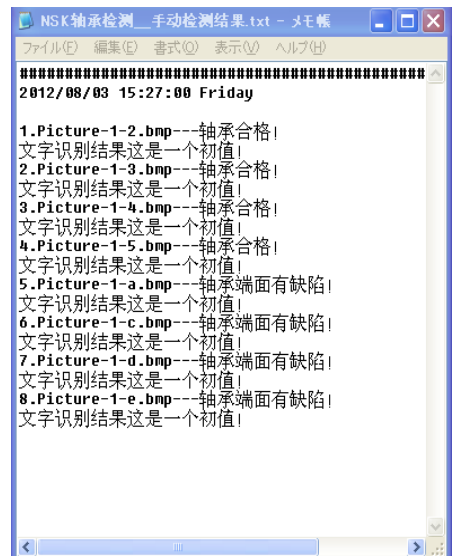 NSK轴承检测__手动检测结果.txt - メモ帳
ファイル(F) 編集(E) 書式(O) 表示(V) ヘルプ(H)
#############################################
2012/08/03 15:27:00 Friday
1.Picture-1-2.bmp---轴承合格!
文字识别结果这是一个初值!
2.Picture-1-3.bmp---轴承合格!
文字识别结果这是一个初值!
3.Picture-1-4.bmp---轴承合格!
文字识别结果这是一个初值!
4.Picture-1-5.bmp---轴承合格!
文字识别结果这是一个初值!
5.Picture-1-a.bmp---轴承端面有缺陷!
文字识别结果这是一个初值!
6.Picture-1-c.bmp---轴承端面有缺陷!
文字识别结果这是一个初值!
7.Picture-1-d.bmp---轴承端面有缺陷!
文字识别结果这是一个初值!
8.Picture-1-e.bmp---轴承端面有缺陷!
文字识别结果这是一个初值!